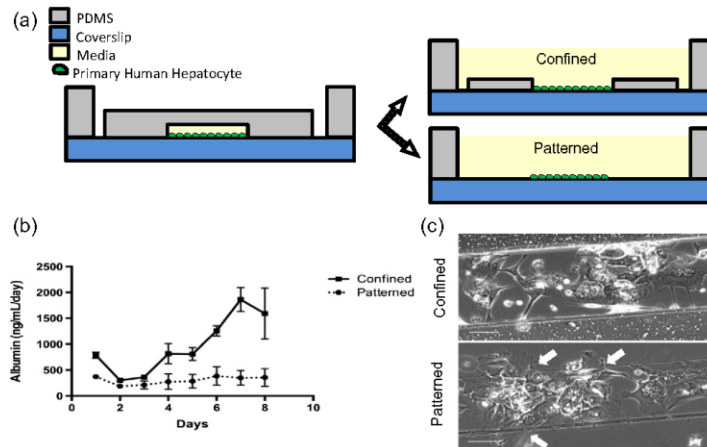 (a)
PDMS
Coverslip
Media
Primary Human Hepatocyte
Confined
Patterned
(b)
Albumin (ng/mL/day)
2500
2000
1500
1000
500
0
0 2 4 6 8 10
Days
Confined
Patterned
(c)
Confined
Patterned